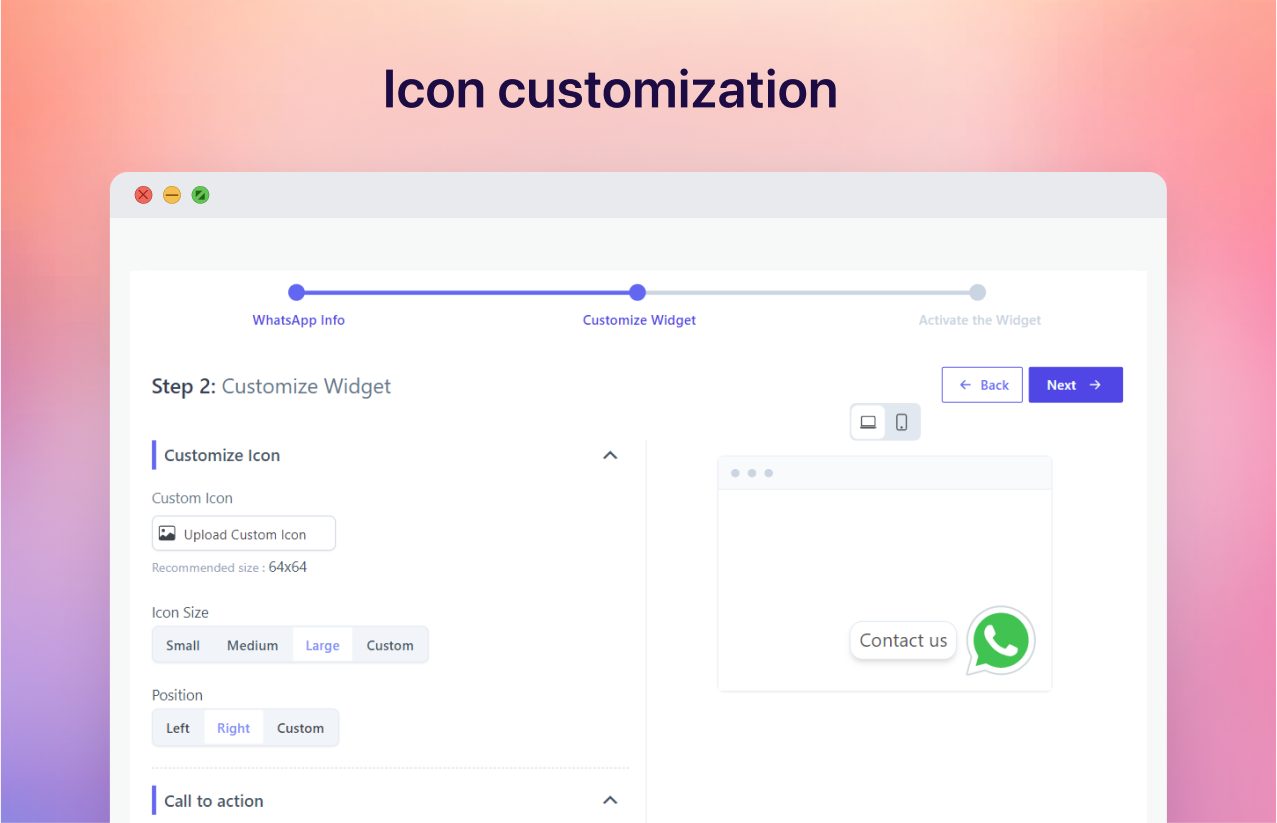 Icon customization
WhatsApp Info
Customize Widget
Activate the Widget
Step 2: Customize Widget
Back
Next
Customize Icon
Custom Icon
Upload Custom Icon
Recommended size : 64x64
Icon Size
Small Medium Large Custom
Position
Left Right Custom
Call to action
Contact us